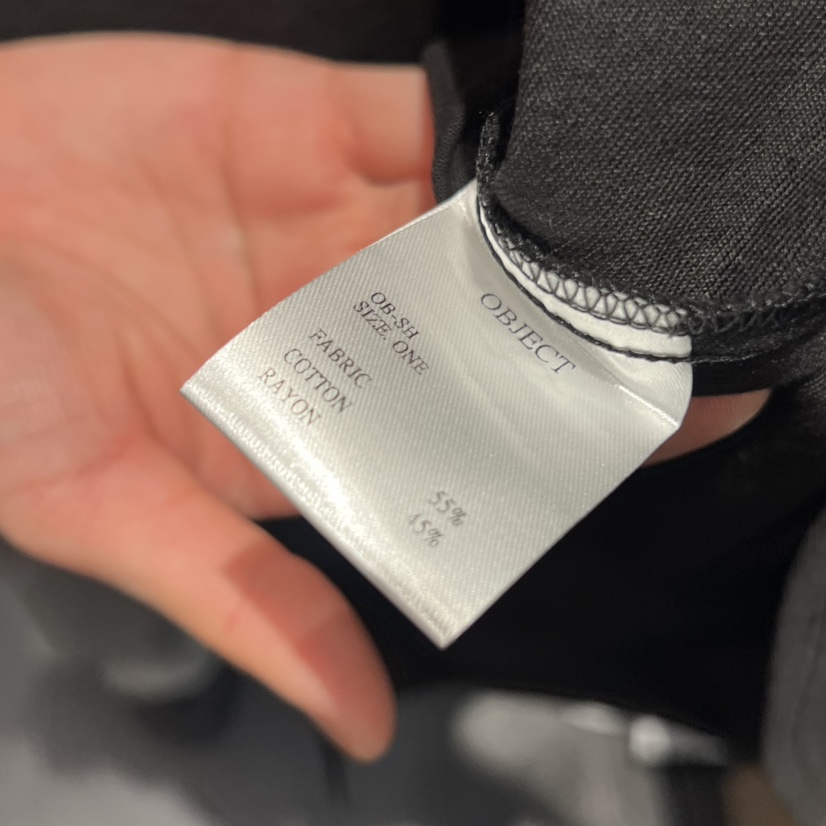 OBJECT
OB-SH
SIZE. ONE
FABRIC
COTTON 55%
RAYON 45%